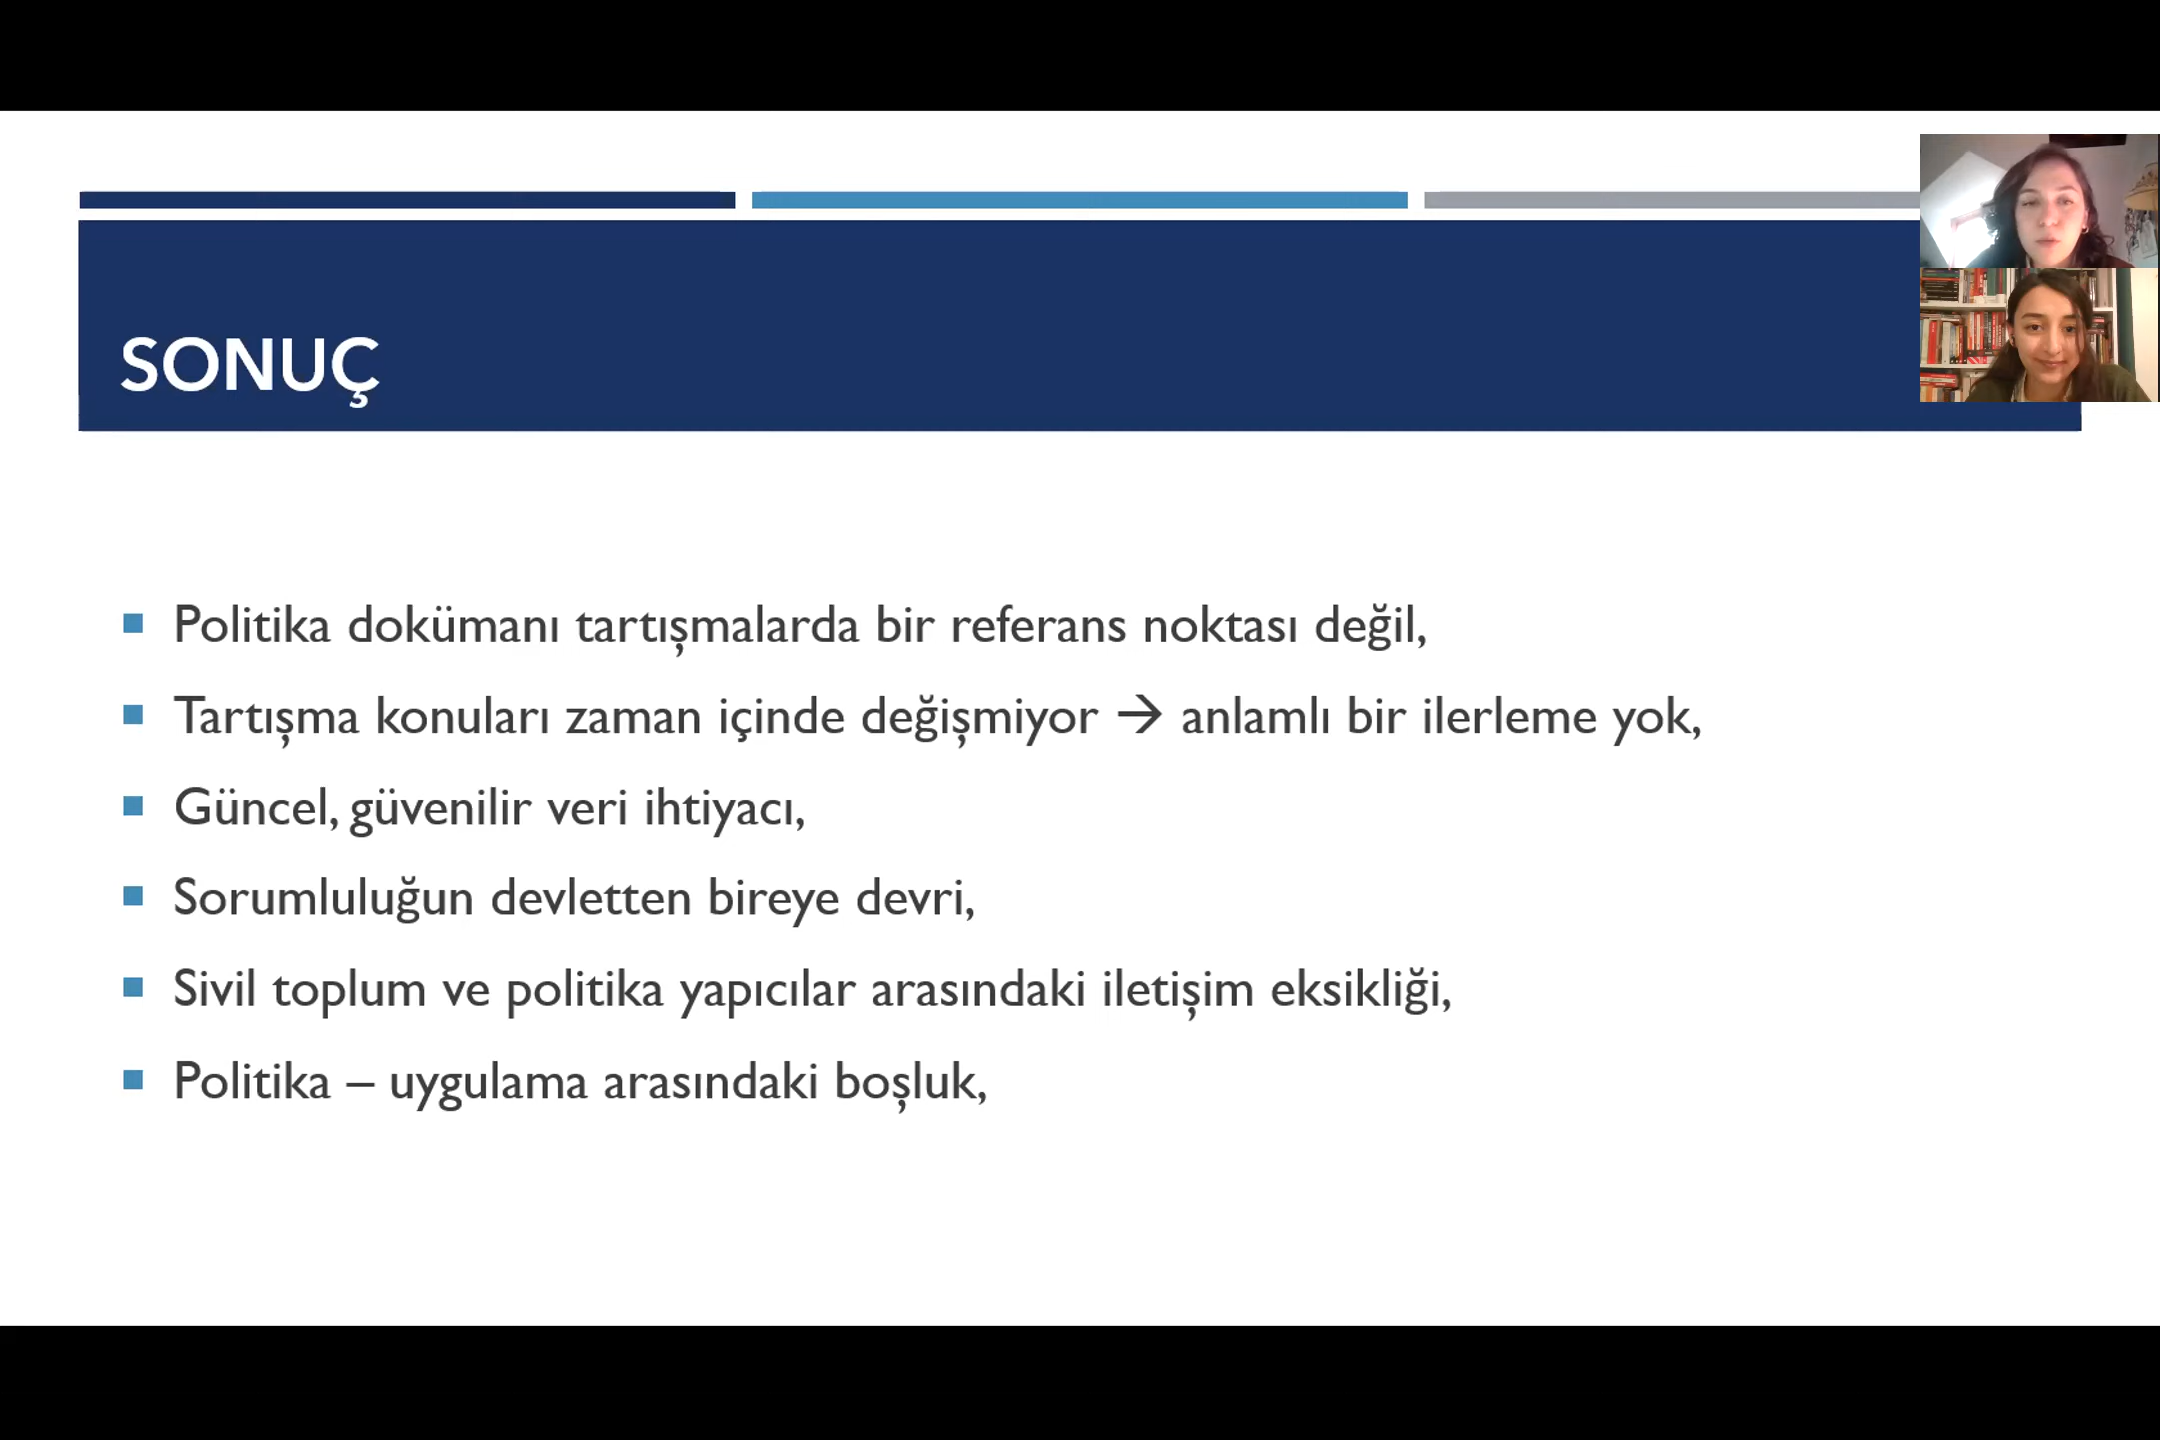 SONUÇ
Politika dokümanı tartışmalarda bir referans noktası değil,
Tartışma konuları zaman içinde değişmiyor → anlamlı bir ilerleme yok,
Güncel, güvenilir veri ihtiyacı,
Sorumluluğun devletten bireye devri,
Sivil toplum ve politika yapıcılar arasındaki iletişim eksikliği,
Politika – uygulama arasındaki boşluk,